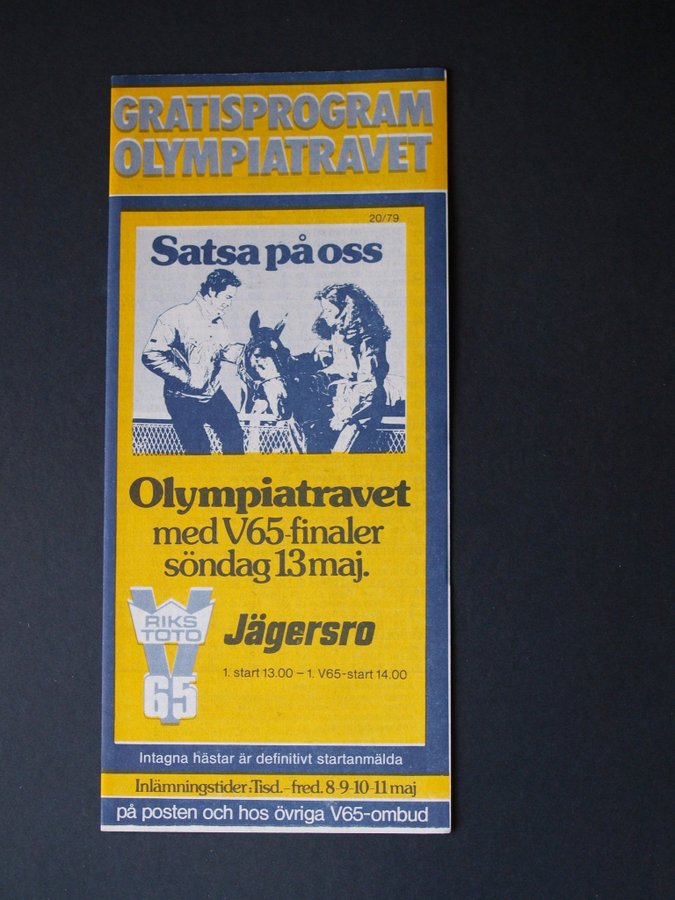 GRATISPROGRAM
OLYMPIATRAVET
20/79
Satsa på oss
Olympiatravet
med V65-finaler
söndag 13 maj.
V
RIKS
TOTO
65
Jägersro
1. start 13.00 – 1. V65-start 14.00
Intagna hästar är definitivt startanmälda
Inlämningstider: Tisd.–fred. 8-9-10-11 maj
på posten och hos övriga V65-ombud